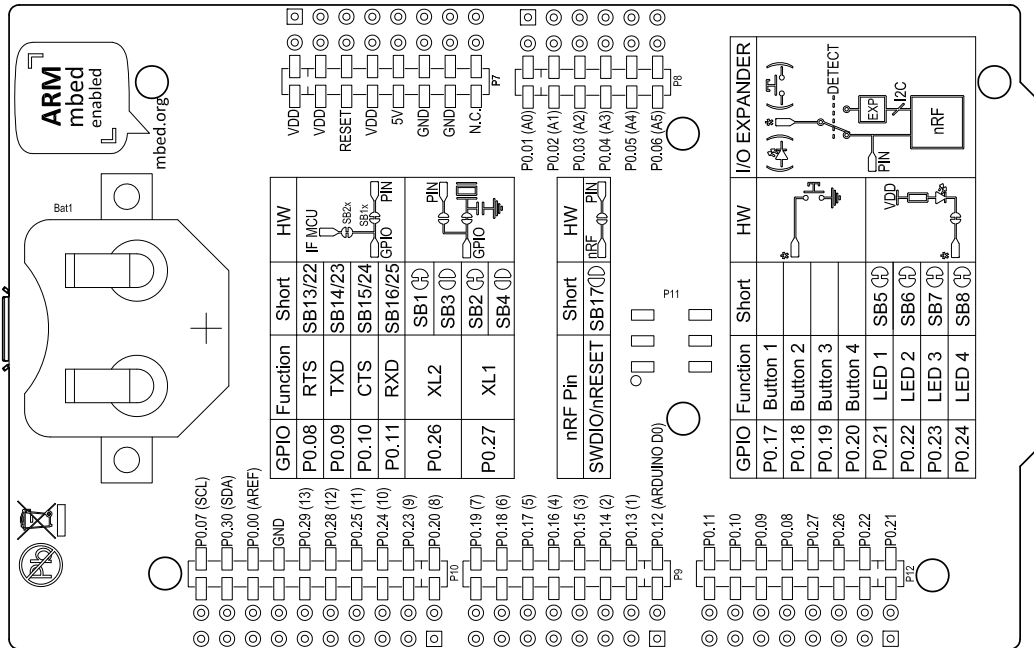 ARM
mbed
enabled
mbed.org
Bat1
VDD
VDD
RESET
VDD
5V
GND
GND
N.C.
P7
P0.01 (A0)
P0.02 (A1)
P0.03 (A2)
P0.04 (A3)
P0.05 (A4)
P0.06 (A5)
P8
GPIO Function Short HW
P0.08 RTS SB13/22
P0.09 TXD SB14/23
P0.10 CTS SB15/24
P0.11 RXD SB16/25
IF MCU
SB2x
SB1x
GPIO
PIN
P0.26 XL2 SB1
SB3
P0.27 XL1 SB2
SB4
GPIO
PIN
nRF Pin Short HW
SWDIO/nRESET SB17
nRF
PIN
P11
GPIO Function Short HW I/O EXPANDER
P0.17 Button 1
P0.18 Button 2
P0.19 Button 3
P0.20 Button 4
P0.21 LED 1 SB5
P0.22 LED 2 SB6
P0.23 LED 3 SB7
P0.24 LED 4 SB8
*
VDD
*
*
DETECT
EXP
I2C
PIN
nRF
Pb
P0.07 (SCL)
P0.30 (SDA)
P0.00 (AREF)
GND
P0.29 (13)
P0.28 (12)
P0.25 (11)
P0.24 (10)
P0.23 (9)
P0.20 (8)
P10
P0.19 (7)
P0.18 (6)
P0.17 (5)
P0.16 (4)
P0.15 (3)
P0.14 (2)
P0.13 (1)
P0.12 (ARDUINO D0)
P9
P0.11
P0.10
P0.09
P0.08
P0.27
P0.26
P0.22
P0.21
P12